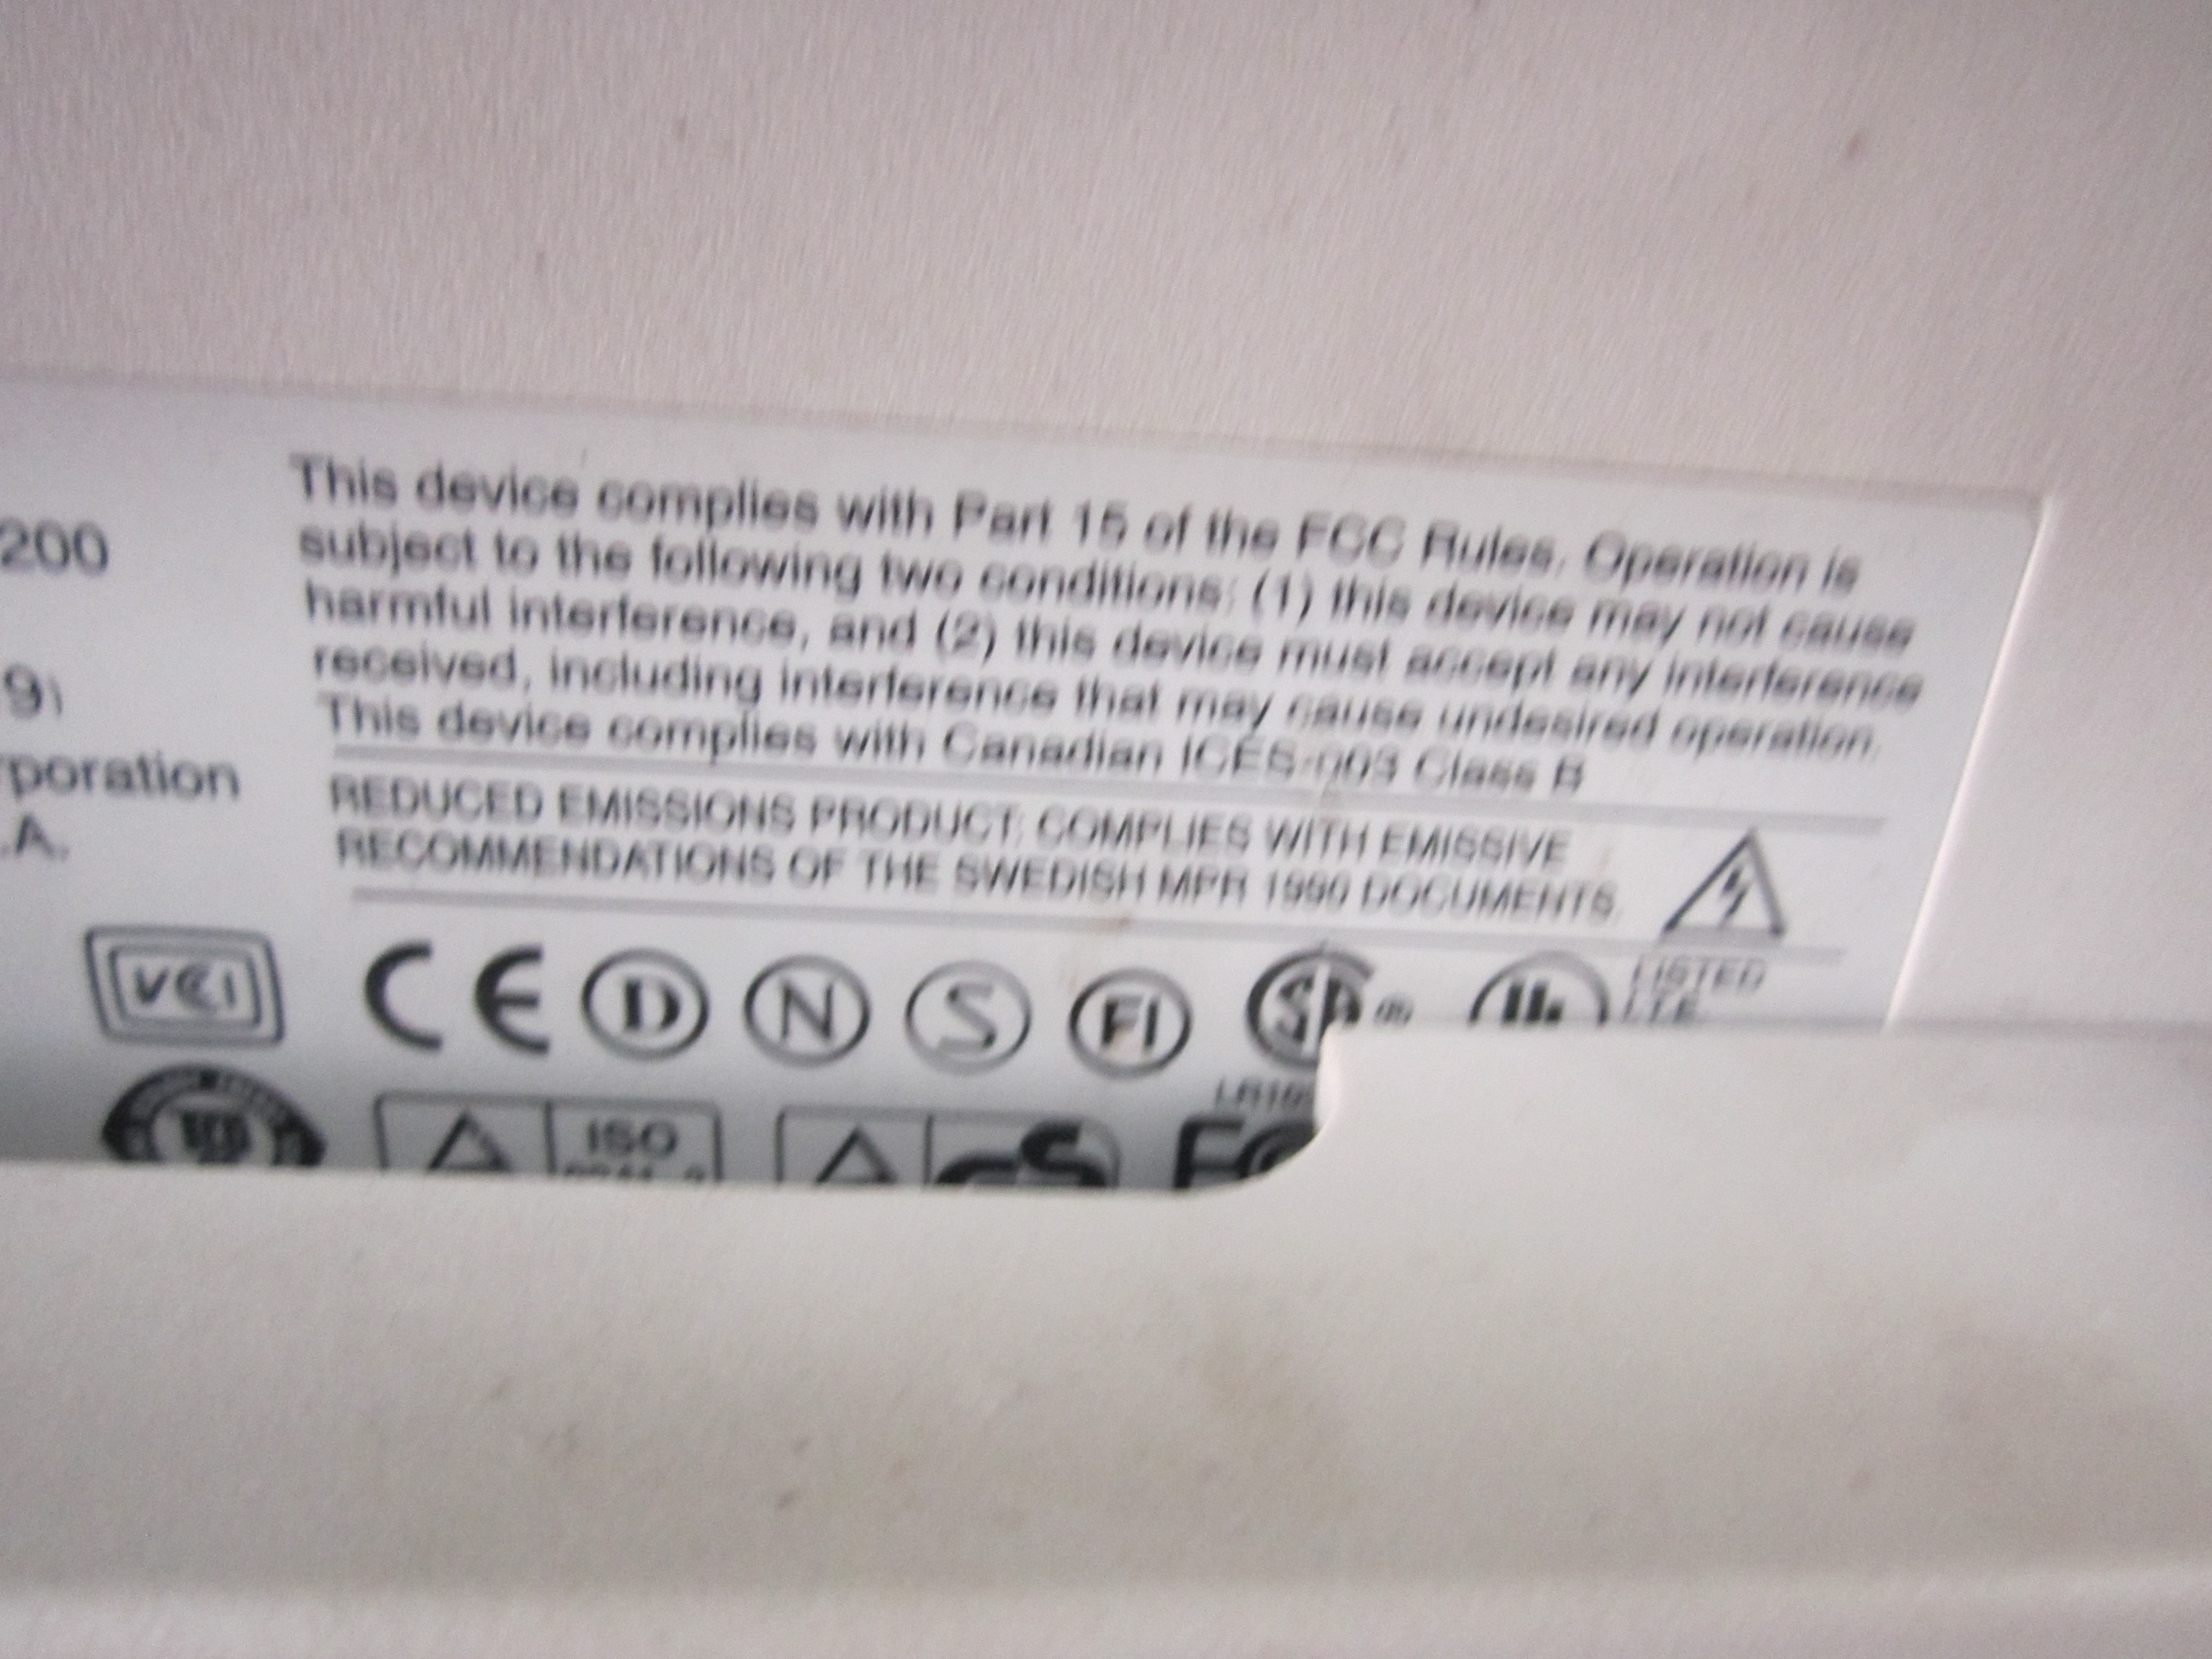 This device complies with Part 15 of the FCC Rules. Operation is
subject to the following two conditions: (1) this device may not cause
harmful interference, and (2) this device must accept any interference
received, including interference that may cause undesired operation.
This device complies with Canadian ICES-003 Class B
REDUCED EMISSIONS PRODUCT: COMPLIES WITH EMISSIVE
RECOMMENDATIONS OF THE SWEDISH MPR 1990 DOCUMENTS.
200
9)
rporation
.A.
VCI CE D N S FI SA ® LISTED
I.T.E.
ISO GS FC